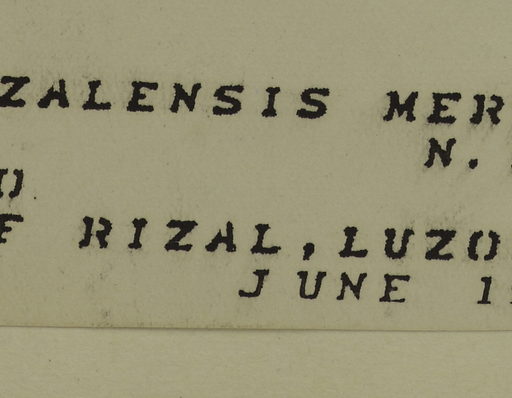 ZALENSIS MER
N.
O
E RIZAL, LUZO
JUNE 1